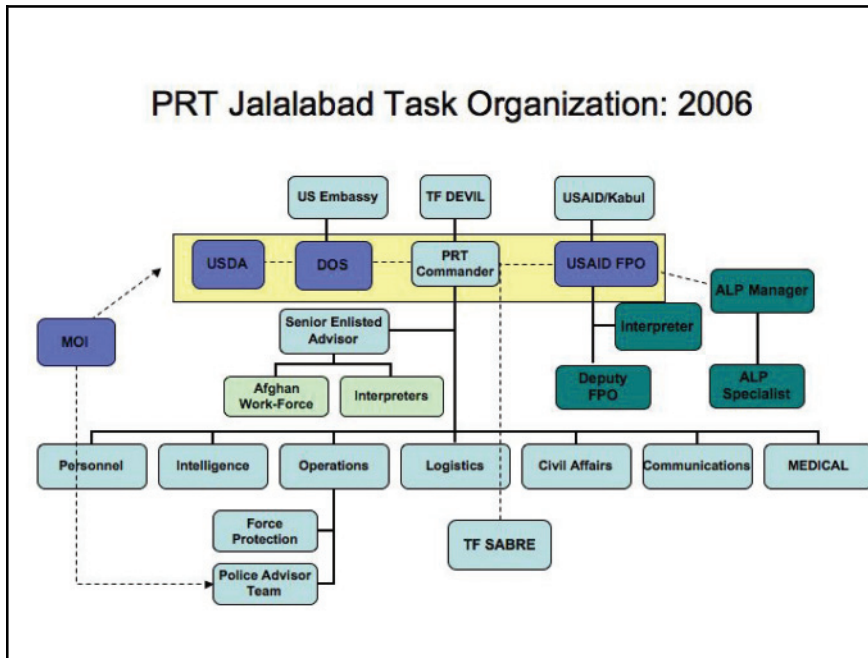 PRT Jalalabad Task Organization: 2006
US Embassy
TF DEVIL
USAID/Kabul
USDA
DOS
PRT
Commander
USAID FPO
ALP Manager
MOI
Senior Enlisted
Advisor
Interpreter
Afghan
Work-Force
Interpreters
Deputy
FPO
ALP
Specialist
Personnel
Intelligence
Operations
Logistics
Civil Affairs
Communications
MEDICAL
Force
Protection
TF SABRE
Police Advisor
Team